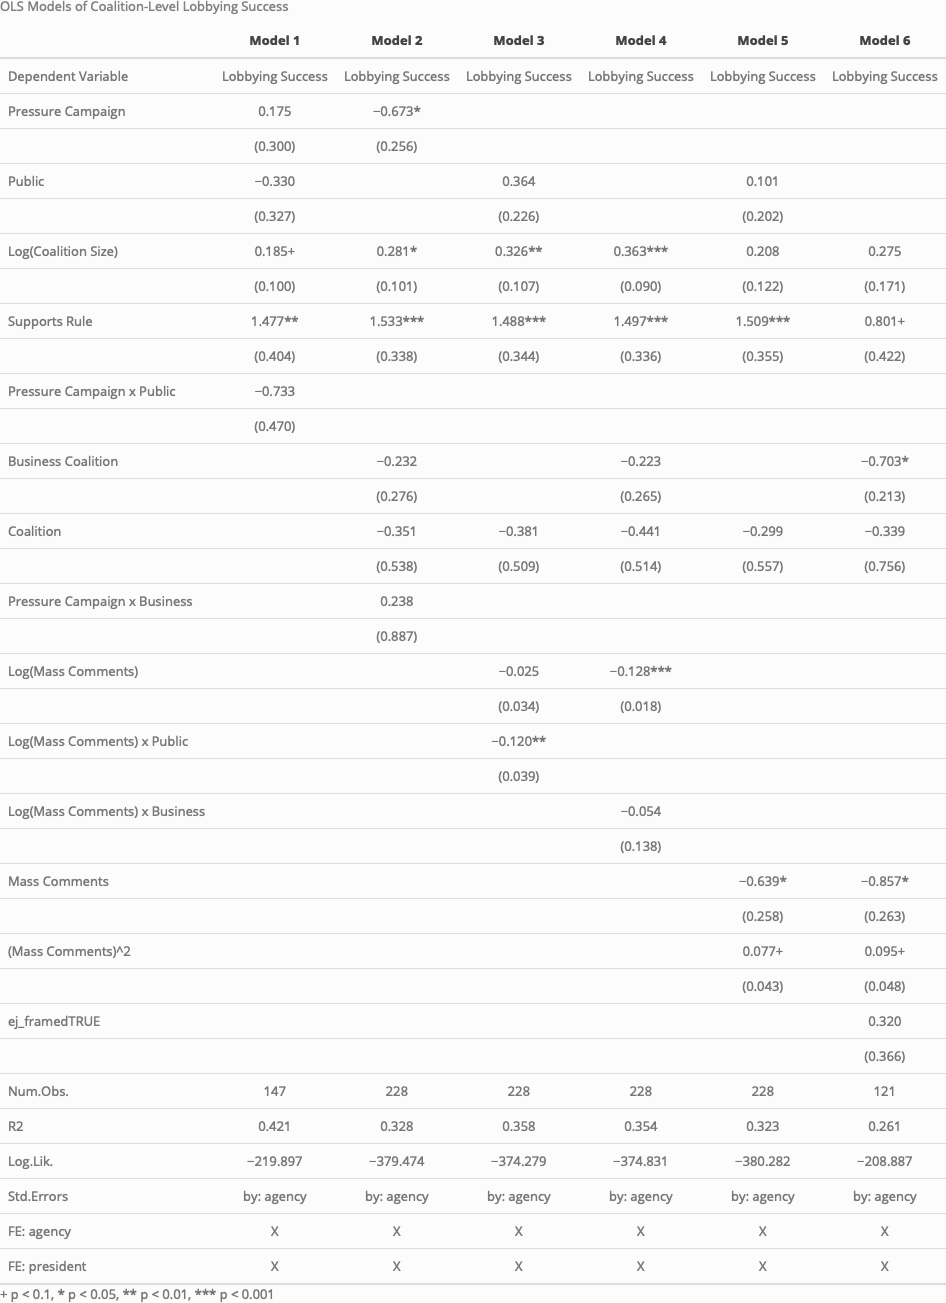 OLS Models of Coalition-Level Lobbying Success
Model 1 Model 2 Model 3 Model 4 Model 5 Model 6
Dependent Variable Lobbying Success Lobbying Success Lobbying Success Lobbying Success Lobbying Success Lobbying Success
Pressure Campaign 0.175 −0.673*
(0.300) (0.256)
Public −0.330 0.364 0.101
(0.327) (0.226) (0.202)
Log(Coalition Size) 0.185+ 0.281* 0.326** 0.363*** 0.208 0.275
(0.100) (0.101) (0.107) (0.090) (0.122) (0.171)
Supports Rule 1.477** 1.533*** 1.488*** 1.497*** 1.509*** 0.801+
(0.404) (0.338) (0.344) (0.336) (0.355) (0.422)
Pressure Campaign x Public −0.733
(0.470)
Business Coalition −0.232 −0.223 −0.703*
(0.276) (0.265) (0.213)
Coalition −0.351 −0.381 −0.441 −0.299 −0.339
(0.538) (0.509) (0.514) (0.557) (0.756)
Pressure Campaign x Business 0.238
(0.887)
Log(Mass Comments) −0.025 −0.128***
(0.034) (0.018)
Log(Mass Comments) x Public −0.120**
(0.039)
Log(Mass Comments) x Business −0.054
(0.138)
Mass Comments −0.639* −0.857*
(0.258) (0.263)
(Mass Comments)^2 0.077+ 0.095+
(0.043) (0.048)
ej_framedTRUE 0.320
(0.366)
Num.Obs. 147 228 228 228 228 121
R2 0.421 0.328 0.358 0.354 0.323 0.261
Log.Lik. −219.897 −379.474 −374.279 −374.831 −380.282 −208.887
Std.Errors by: agency by: agency by: agency by: agency by: agency by: agency
FE: agency X X X X X X
FE: president X X X X X X
+ p < 0.1, * p < 0.05, ** p < 0.01, *** p < 0.001